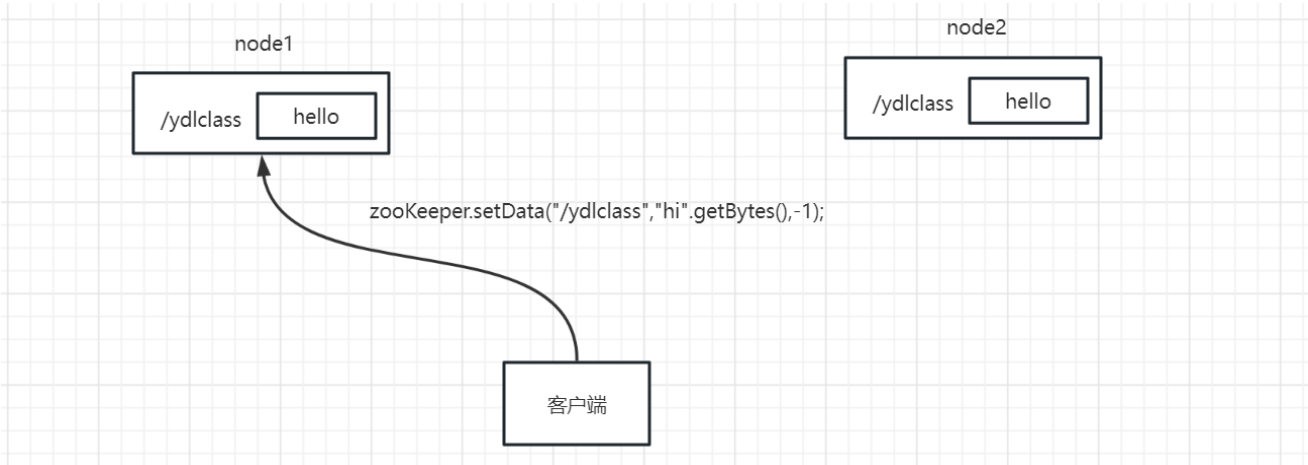 node1
node2
/ydlclass
hello
/ydlclass
hello
zooKeeper.setData("/ydlclass","hi".getBytes(),-1);
客户端